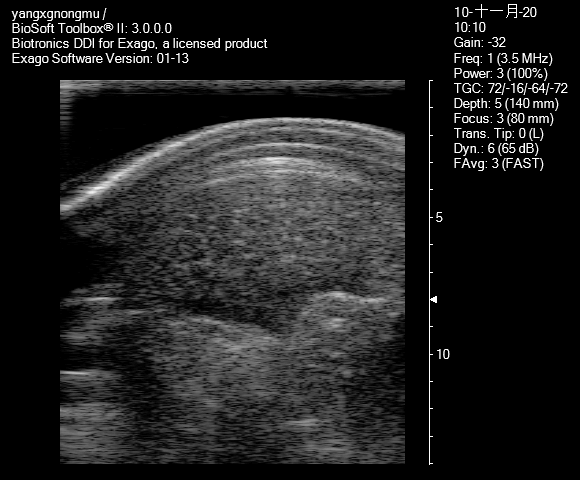 yangxgnongmu /
BioSoft Toolbox® II: 3.0.0.0
Biotronics DDI for Exago, a licensed product
Exago Software Version: 01-13
10-十一月-20
10:10
Gain: -32
Freq: 1 (3.5 MHz)
Power: 3 (100%)
TGC: 72/-16/-64/-72
Depth: 5 (140 mm)
Focus: 3 (80 mm)
Trans. Tip: 0 (L)
Dyn.: 6 (65 dB)
FAvg: 3 (FAST)
5
10